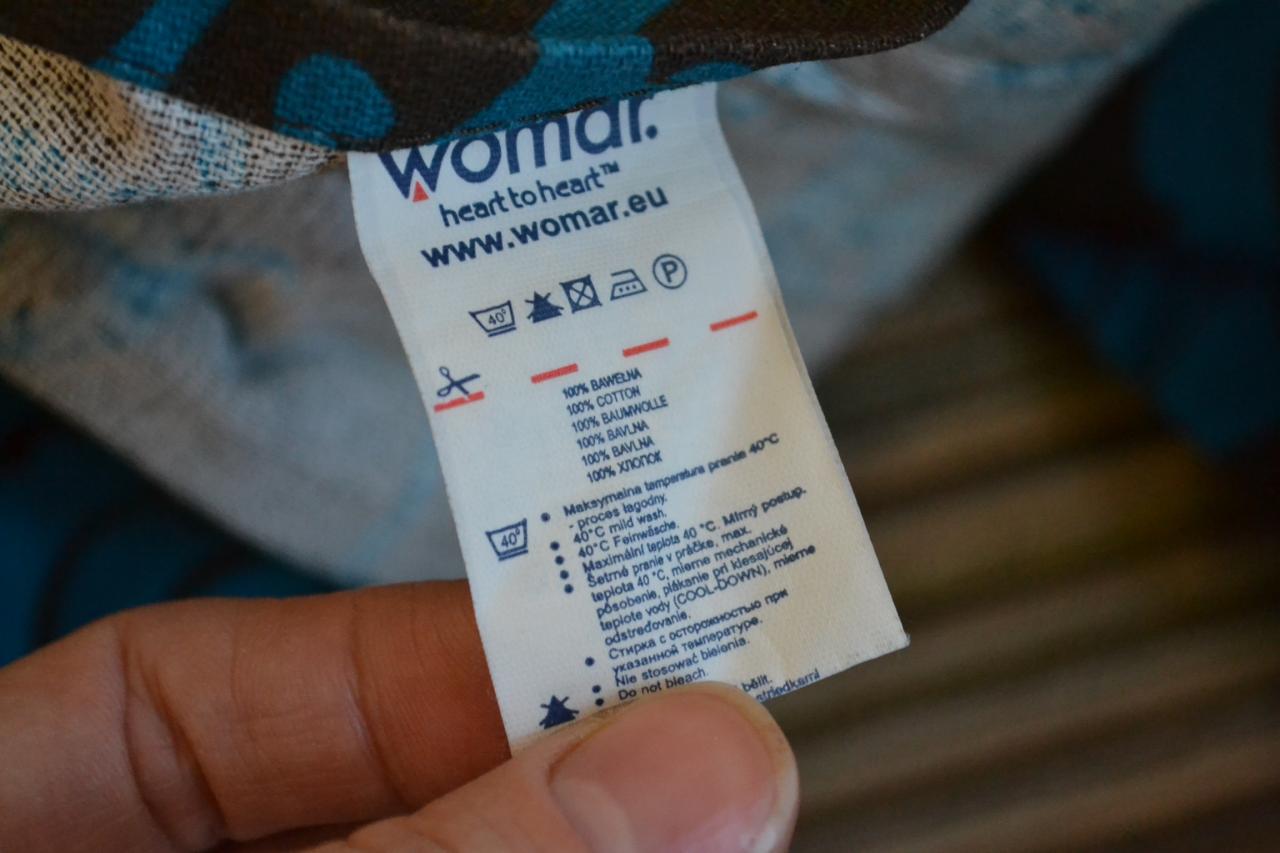 womar.
heart to heart™
www.womar.eu
40°
P
100% BAWEŁNA
100% COTTON
100% BAUMWOLLE
100% BAVLNA
100% BAVLNA
100% ХЛОПОК
40°
• Maksymalna temperatura prania 40°C
- proces łagodny.
• 40°C mild wash.
• 40°C Feinwäsche.
• Maximální teplota 40 °C. Mírný postup.
• Šetrné pranie v práčke, max.
teplota 40 °C, mierne mechanické
pôsobenie, plákanie pri klesajúcej
teplote vody (COOL-DOWN), mierne
odstreďovanie.
• Стирка с осторожностью при
указанной температуре.
• Nie stosować bielenia.
• Do not bleach.
bělit.